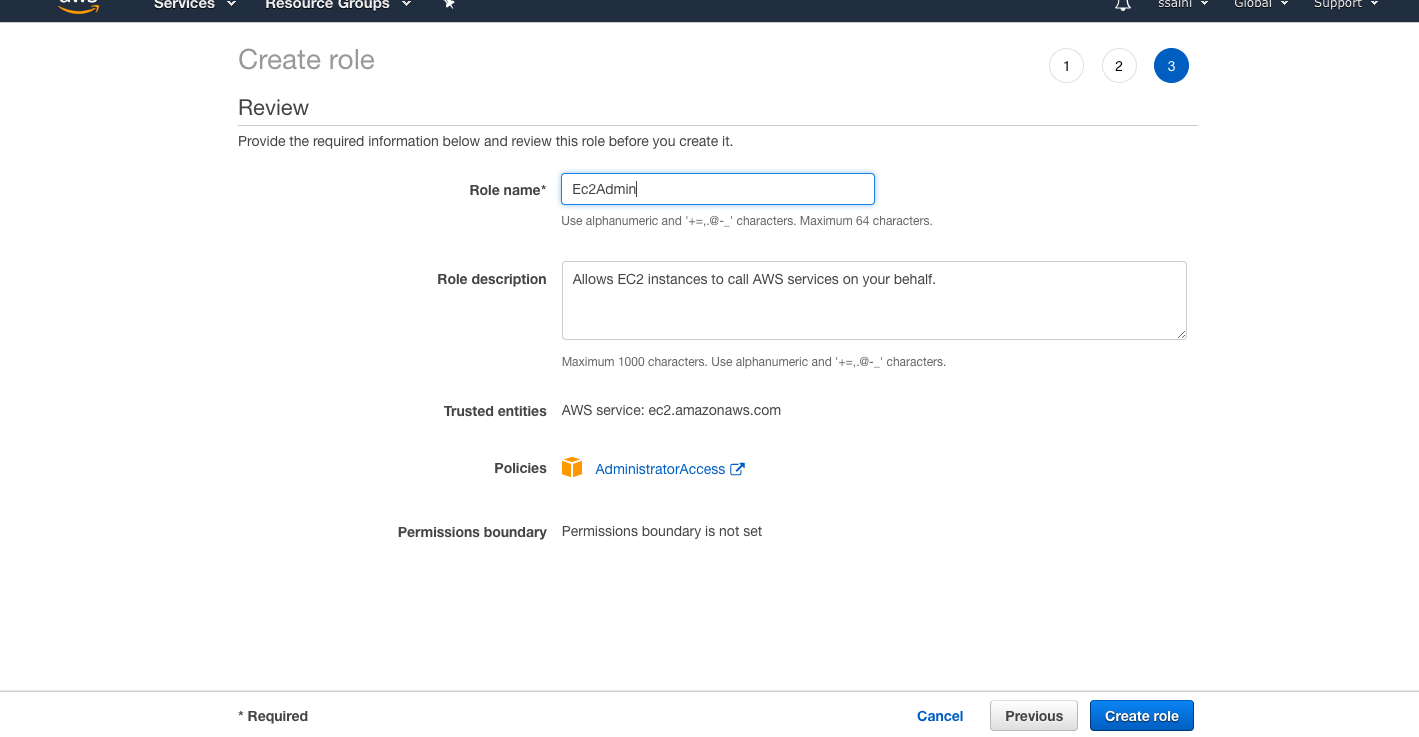 aws Services Resource Groups ssaini Global Support
Create role
1 2 3
Review
Provide the required information below and review this role before you create it.
Role name* Ec2Admin
Use alphanumeric and '+=,.@-_' characters. Maximum 64 characters.
Role description Allows EC2 instances to call AWS services on your behalf.
Maximum 1000 characters. Use alphanumeric and '+=,.@-_' characters.
Trusted entities AWS service: ec2.amazonaws.com
Policies AdministratorAccess
Permissions boundary Permissions boundary is not set
* Required Cancel Previous Create role